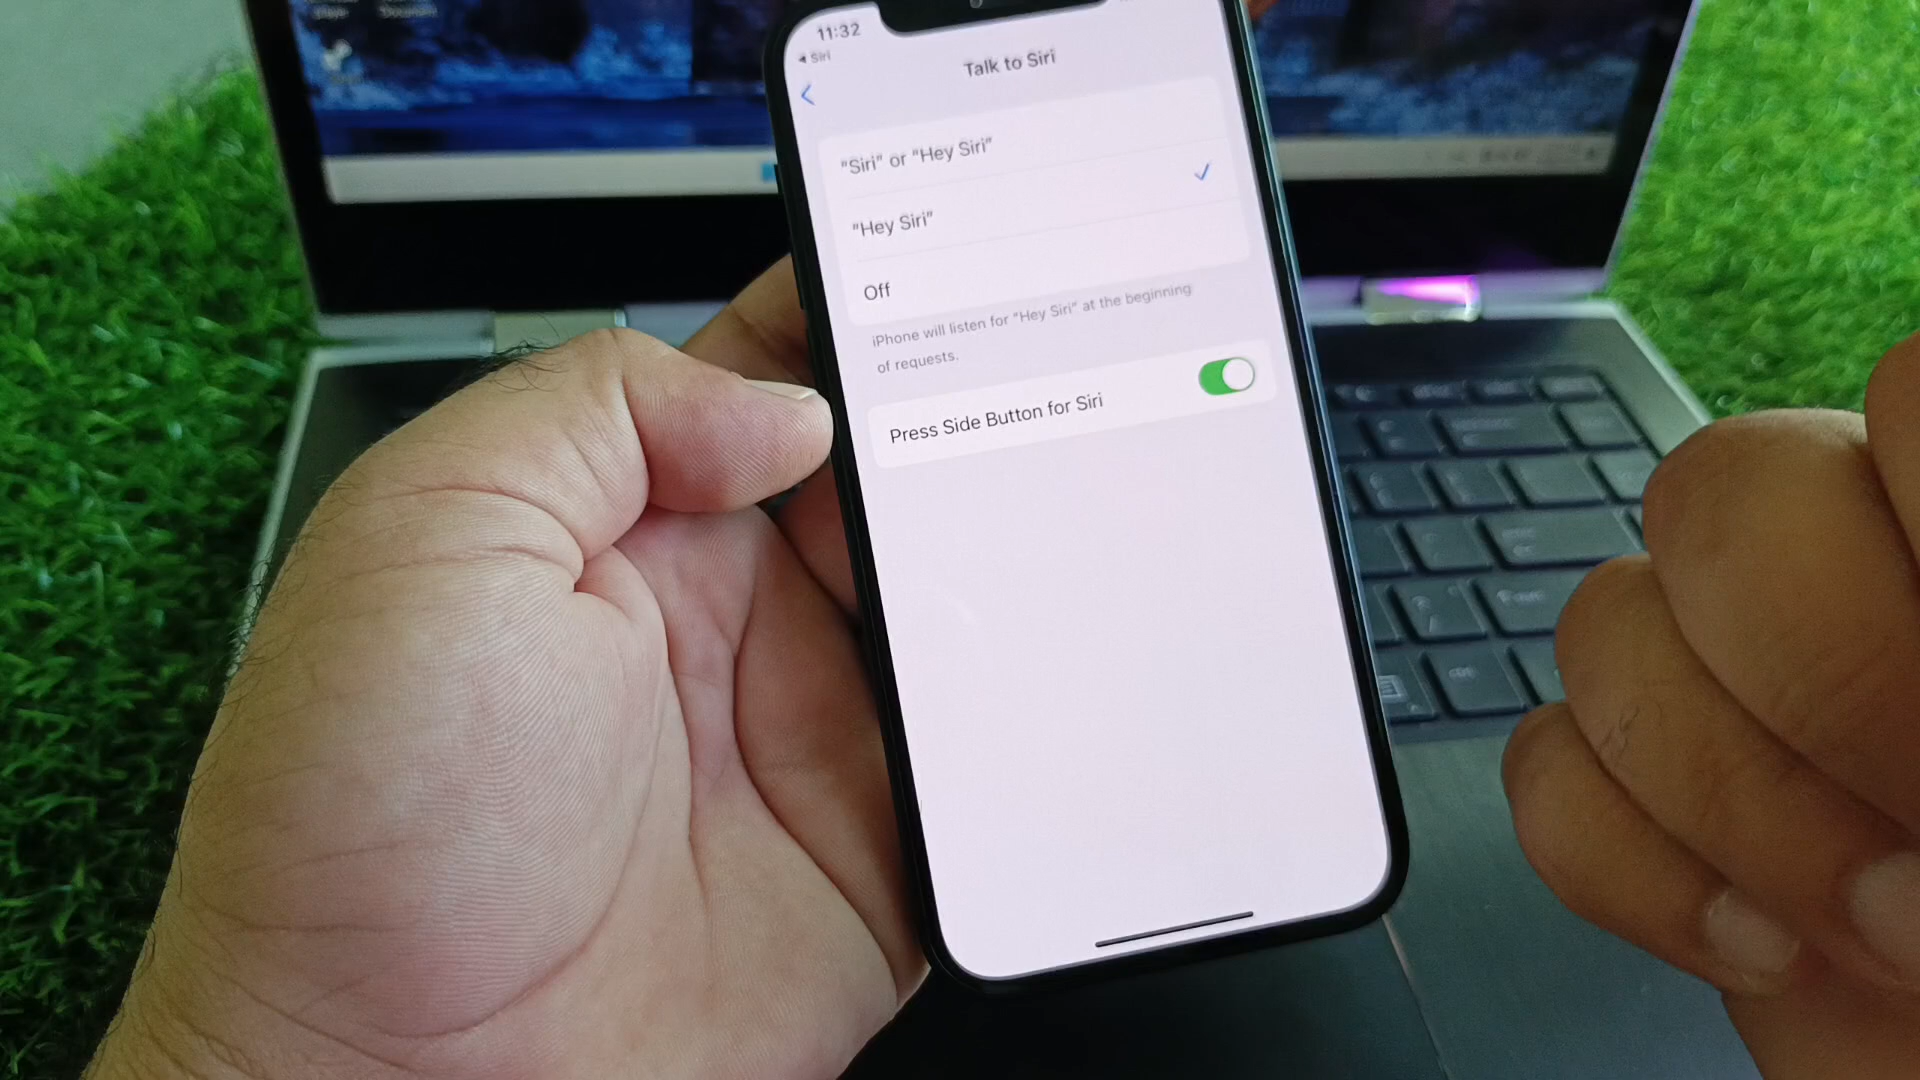 11:32
◂ Siri
Talk to Siri
"Siri" or "Hey Siri"
"Hey Siri"
Off
iPhone will listen for "Hey Siri" at the beginning
of requests.
Press Side Button for Siri